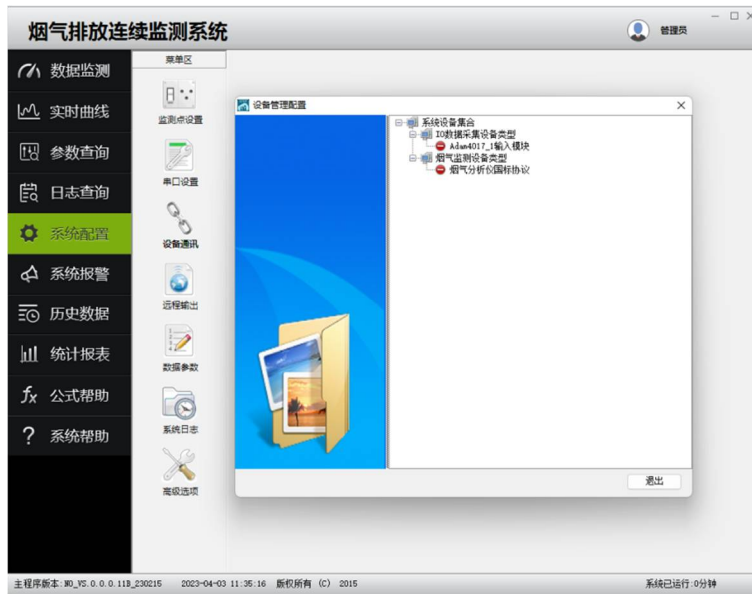 烟气排放连续监测系统
管理员
数据监测
实时曲线
参数查询
日志查询
系统配置
系统报警
历史数据
统计报表
公式帮助
系统帮助
菜单区
监测点设置
串口设置
设备通讯
远程输出
数据参数
系统日志
高级选项
设备管理配置
系统设备集合
IO数据采集设备类型
Adam4017_1输入模块
烟气监测设备类型
烟气分析仪国标协议
退出
主程序版本:NO_VS.0.0.0.11B_230215 2023-04-03 11:35:16 版权所有 (C) 2015 系统已运行:0分钟